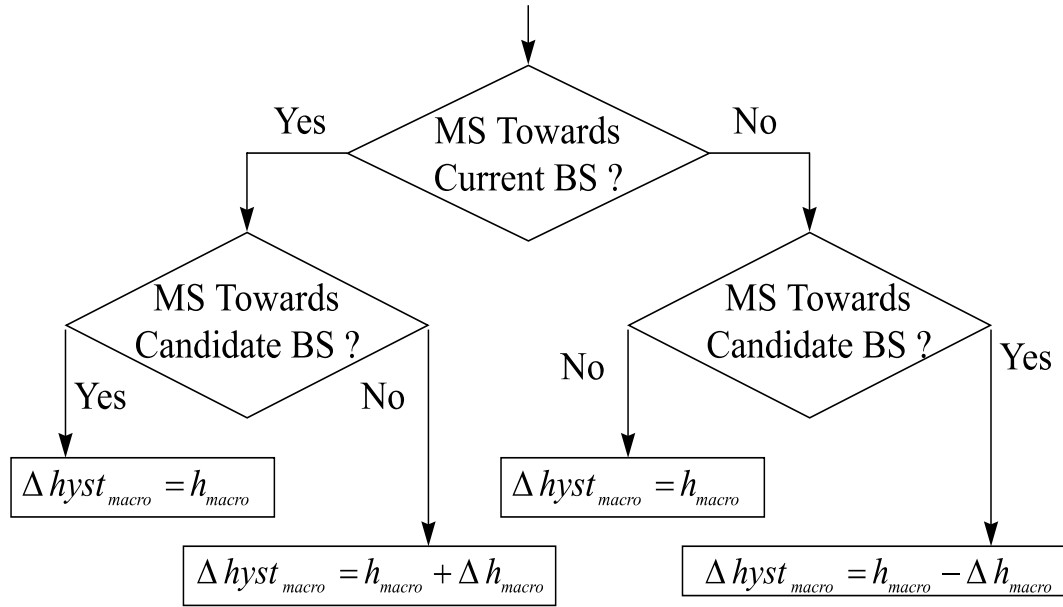 Yes
MS Towards
Current BS ?
No
MS Towards
Candidate BS ?
MS Towards
Candidate BS ?
Yes
No
No
Yes
Δ hyst_macro = h_macro
Δ hyst_macro = h_macro
Δ hyst_macro = h_macro + Δ h_macro
Δ hyst_macro = h_macro − Δ h_macro